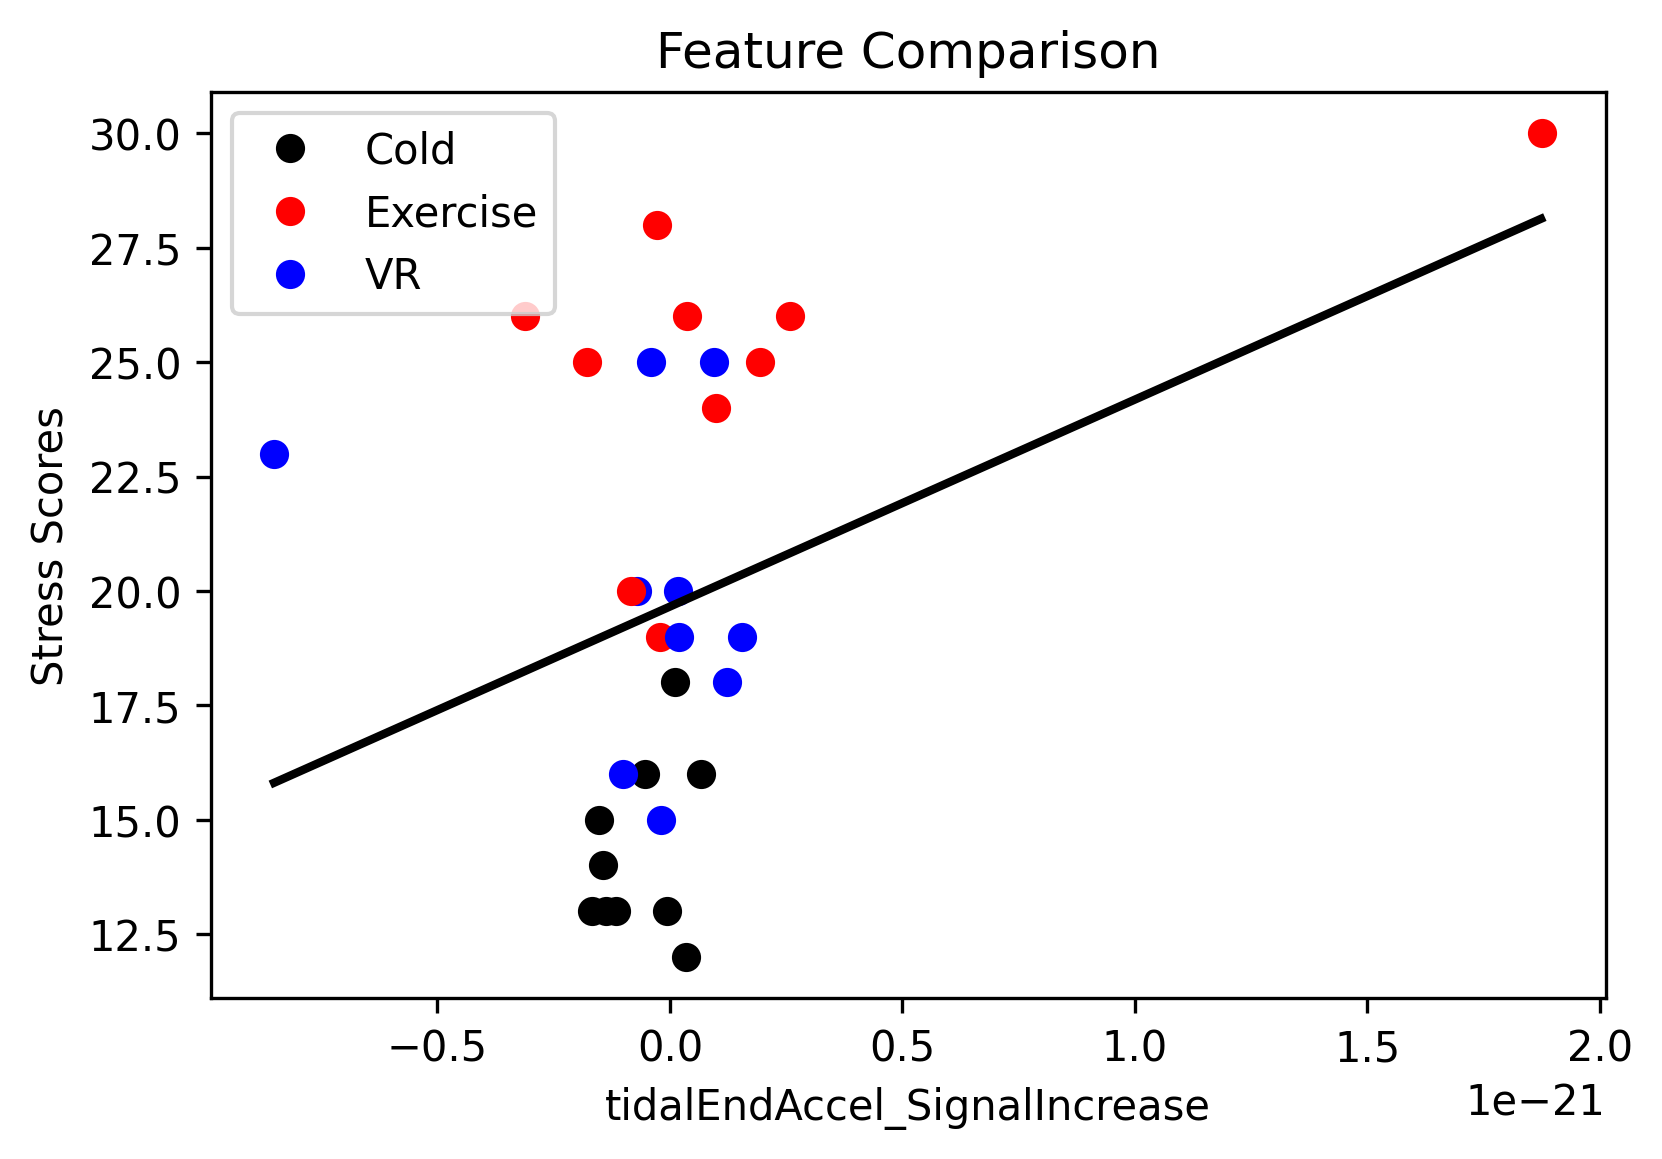 Feature Comparison
Cold
Exercise
VR
30.0
27.5
25.0
22.5
20.0
17.5
15.0
12.5
Stress Scores
−0.5 0.0 0.5 1.0 1.5 2.0
1e−21
tidalEndAccel_SignalIncrease